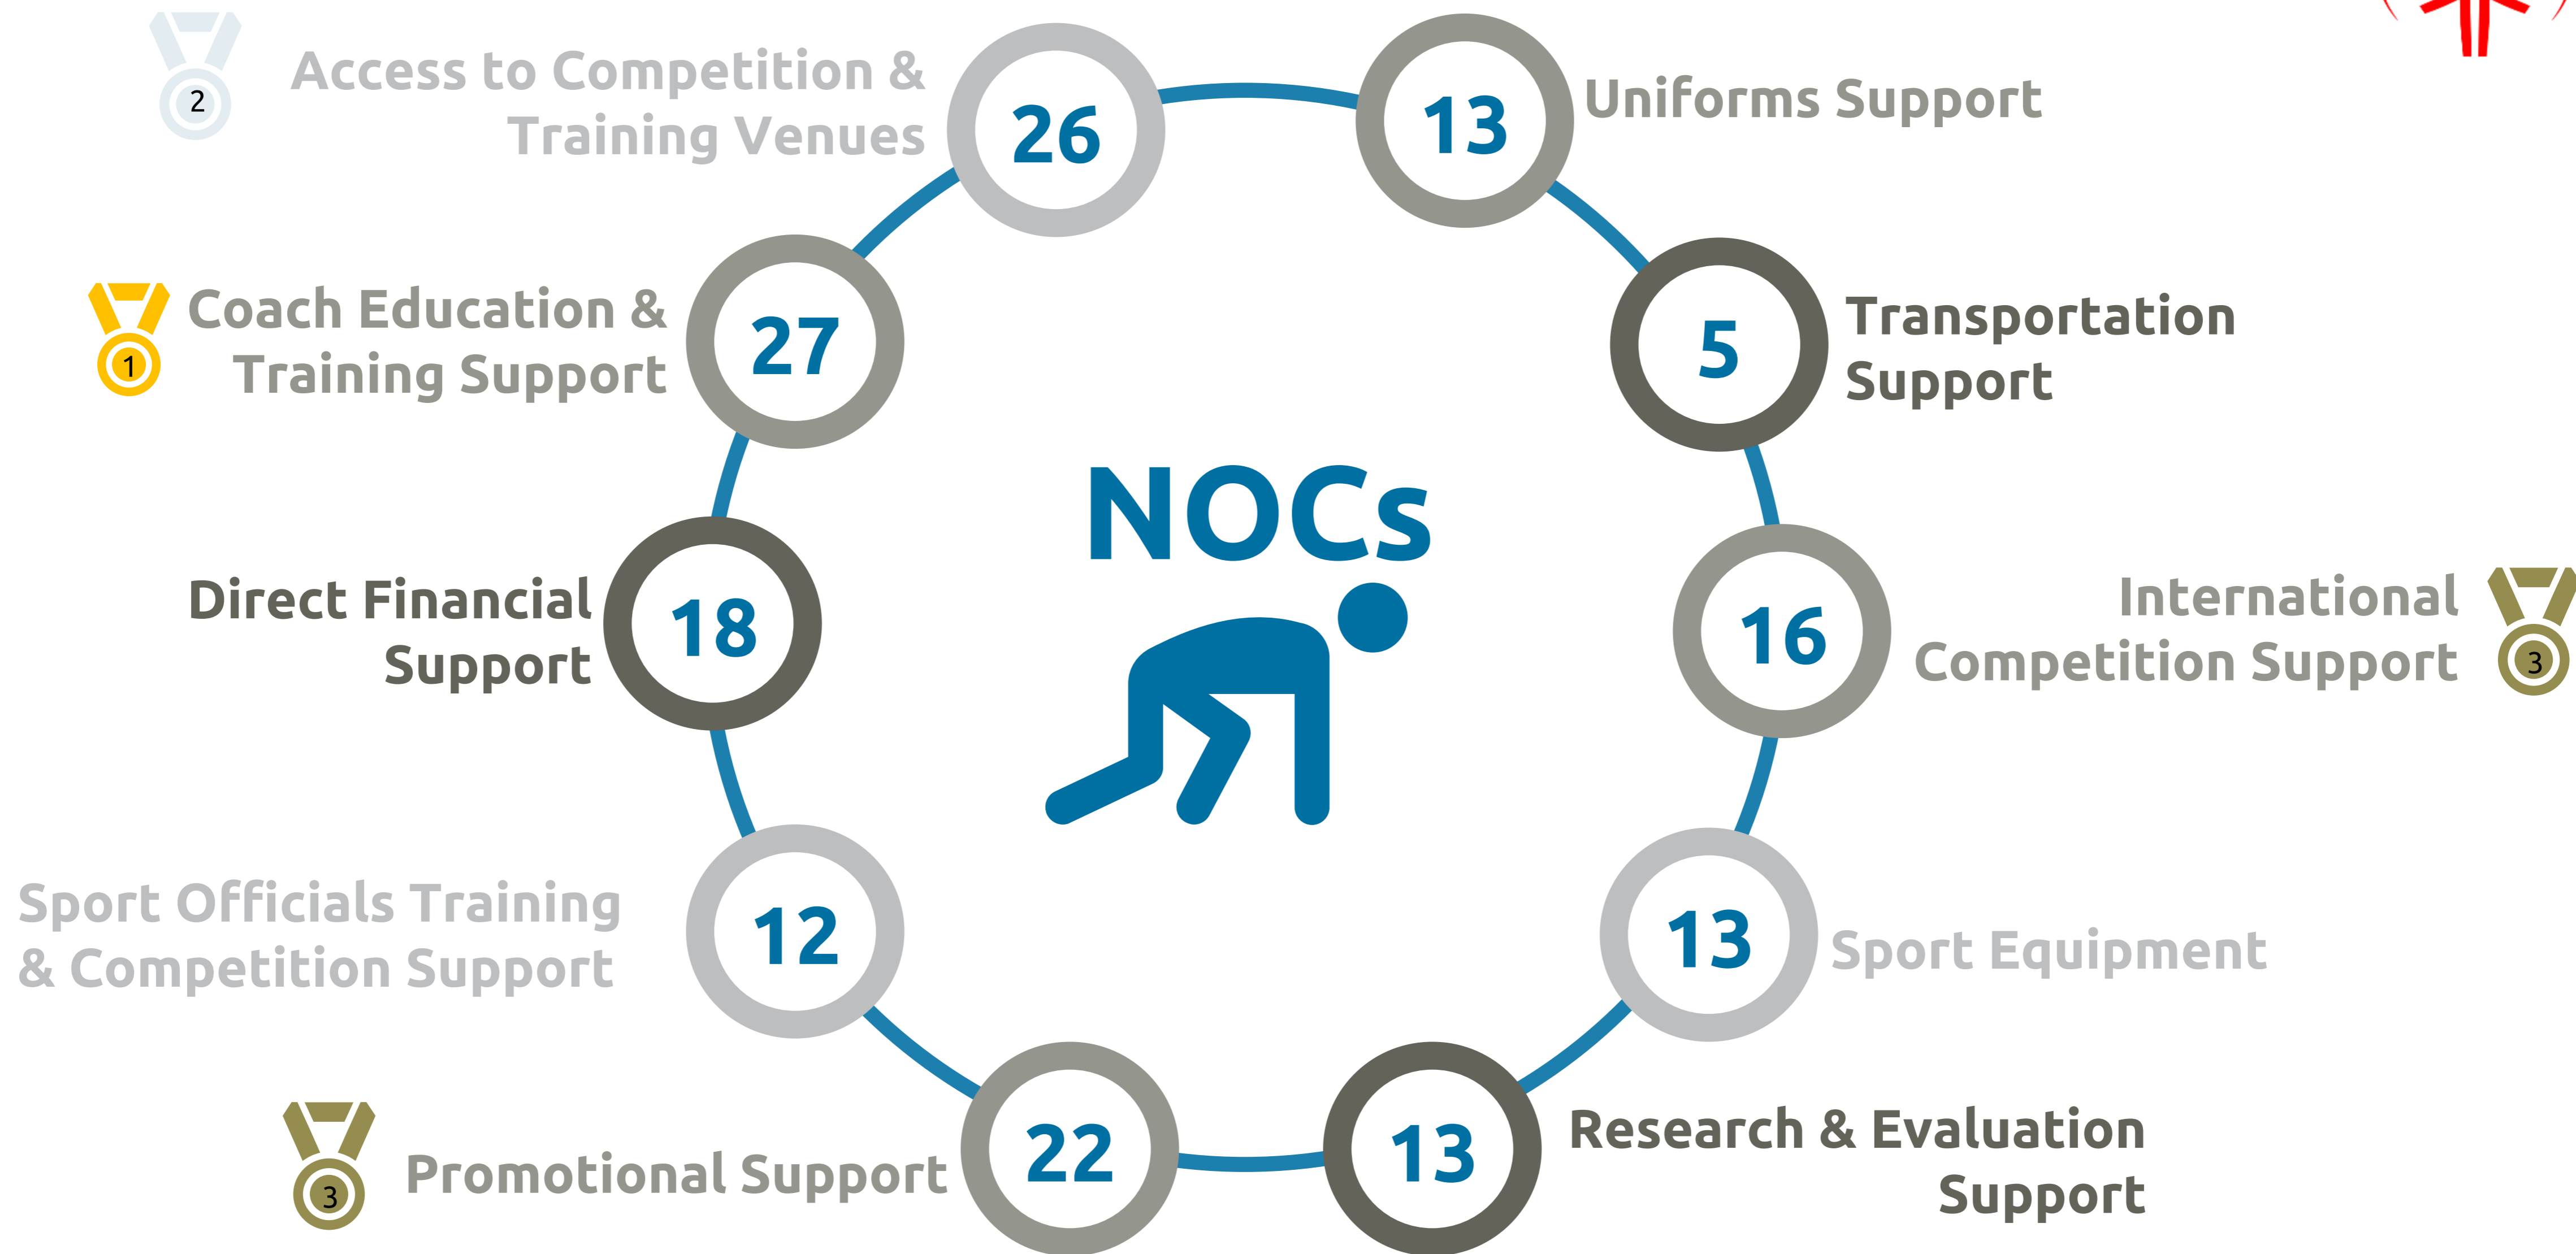 2
Access to Competition &
Training Venues
26
13
Uniforms Support
1
Coach Education &
Training Support
27
5
Transportation
Support
NOCs
Direct Financial
Support
18
16
International
Competition Support
3
Sport Officials Training
& Competition Support
12
13
Sport Equipment
3
Promotional Support
22
13
Research & Evaluation
Support